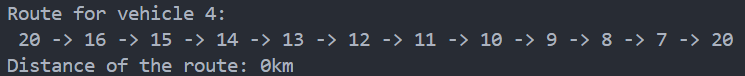 Route for vehicle 4:
20 -> 16 -> 15 -> 14 -> 13 -> 12 -> 11 -> 10 -> 9 -> 8 -> 7 -> 20
Distance of the route: 0km